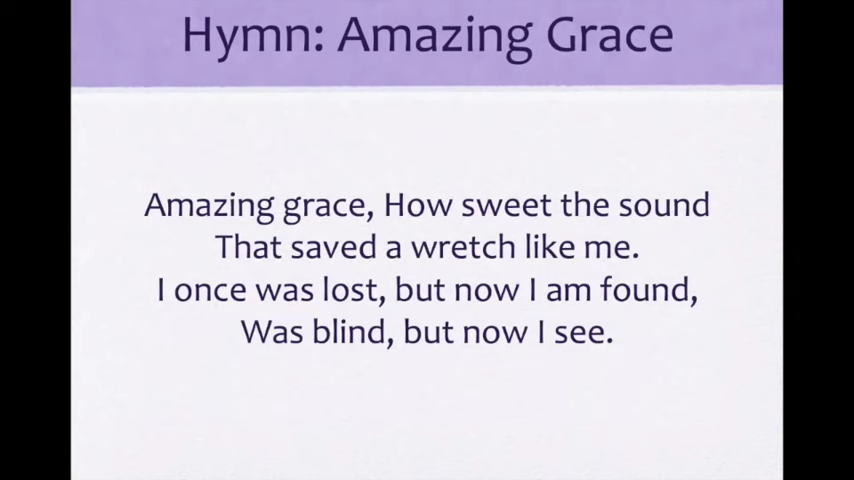 Hymn: Amazing Grace
Amazing grace, How sweet the sound
That saved a wretch like me.
I once was lost, but now I am found,
Was blind, but now I see.